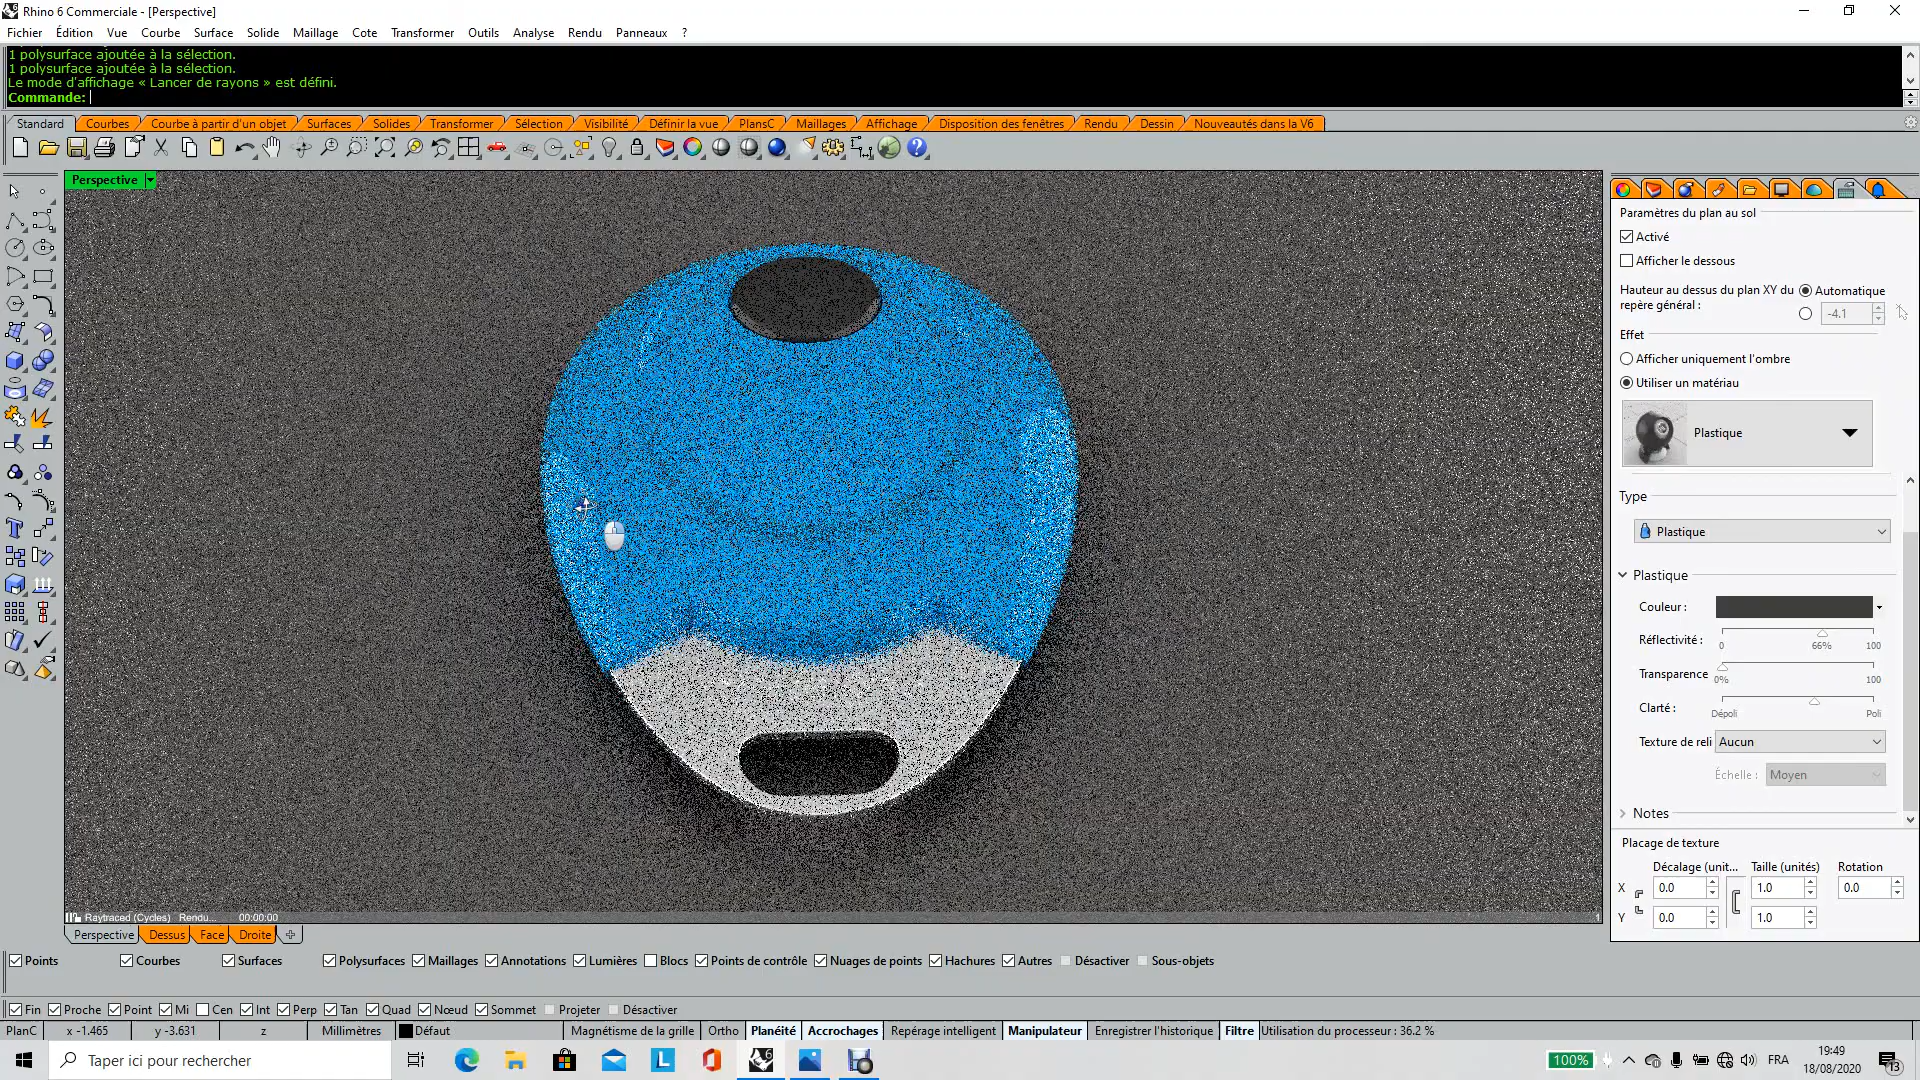 Rhino 6 Commerciale - [Perspective]
Fichier Édition Vue Courbe Surface Solide Maillage Cote Transformer Outils Analyse Rendu Panneaux ?
1 polysurface ajoutée à la sélection.
1 polysurface ajoutée à la sélection.
Le mode d'affichage « Lancer de rayons » est défini.
Commande:
Standard Courbes Courbe à partir d'un objet Surfaces Solides Transformer Sélection Visibilité Définir la vue PlansC Maillages Affichage Disposition des fenêtres Rendu Dessin Nouveautés dans la V6
Perspective
Paramètres du plan au sol
Activé
Afficher le dessous
Hauteur au dessus du plan XY du
repère général :
Automatique
-4.1
Effet
Afficher uniquement l'ombre
Utiliser un matériau
Plastique
Type
Plastique
Plastique
Couleur :
Réflectivité :
0 66% 100
Transparence
0% 100
Clarté :
Dépoli Poli
Texture de reli Aucun
Échelle : Moyen
Notes
Placage de texture
Décalage (unit... Taille (unités) Rotation
X 0.0 1.0 0.0
Y 0.0 1.0
Raytraced (Cycles) Rendu... 00:00:00 1
Perspective Dessus Face Droite
Points Courbes Surfaces Polysurfaces Maillages Annotations Lumières Blocs Points de contrôle Nuages de points Hachures Autres Désactiver Sous-objets
Fin Proche Point Mi Cen Int Perp Tan Quad Nœud Sommet Projeter Désactiver
PlanC x -1.465 y -3.631 z Millimètres Défaut Magnétisme de la grille Ortho Planéité Accrochages Repérage intelligent Manipulateur Enregistrer l'historique Filtre Utilisation du processeur : 36.2 %
Taper ici pour rechercher
100%
FRA
19:49
18/08/2020
13